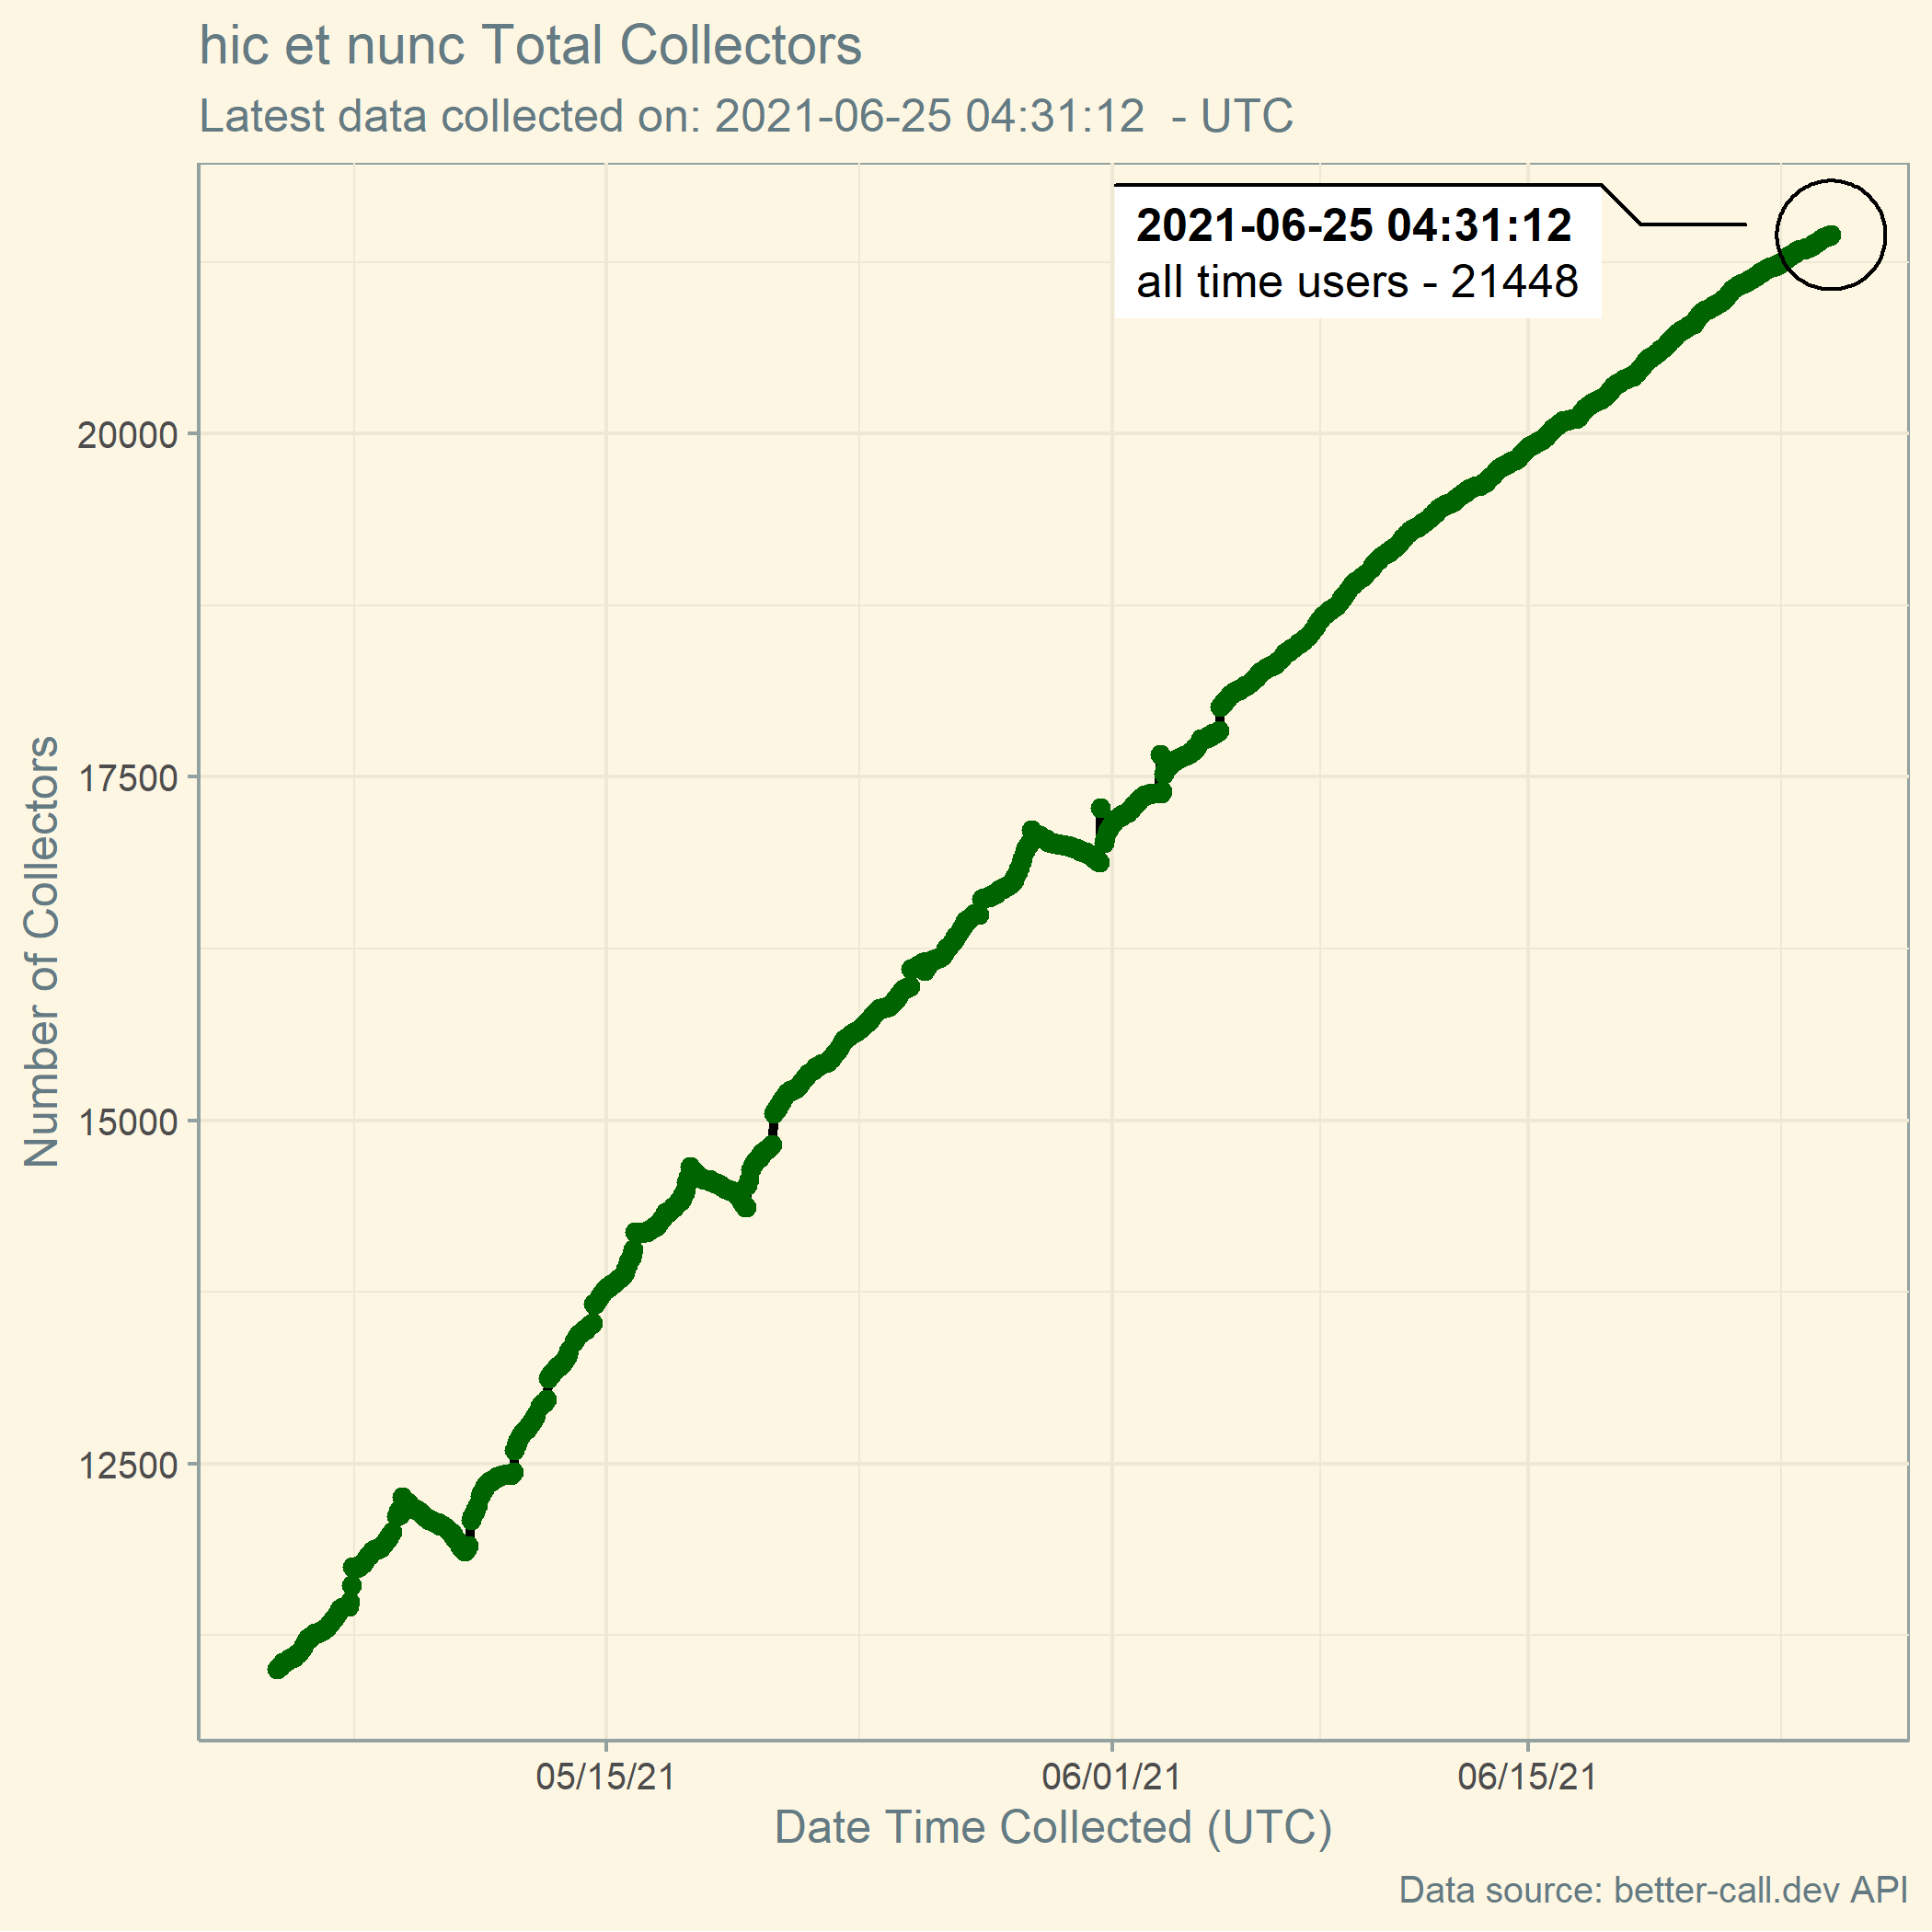 hic et nunc Total Collectors
Latest data collected on: 2021-06-25 04:31:12  - UTC
2021-06-25 04:31:12
all time users - 21448
20000
17500
15000
12500
Number of Collectors
05/15/21
06/01/21
06/15/21
Date Time Collected (UTC)
Data source: better-call.dev API